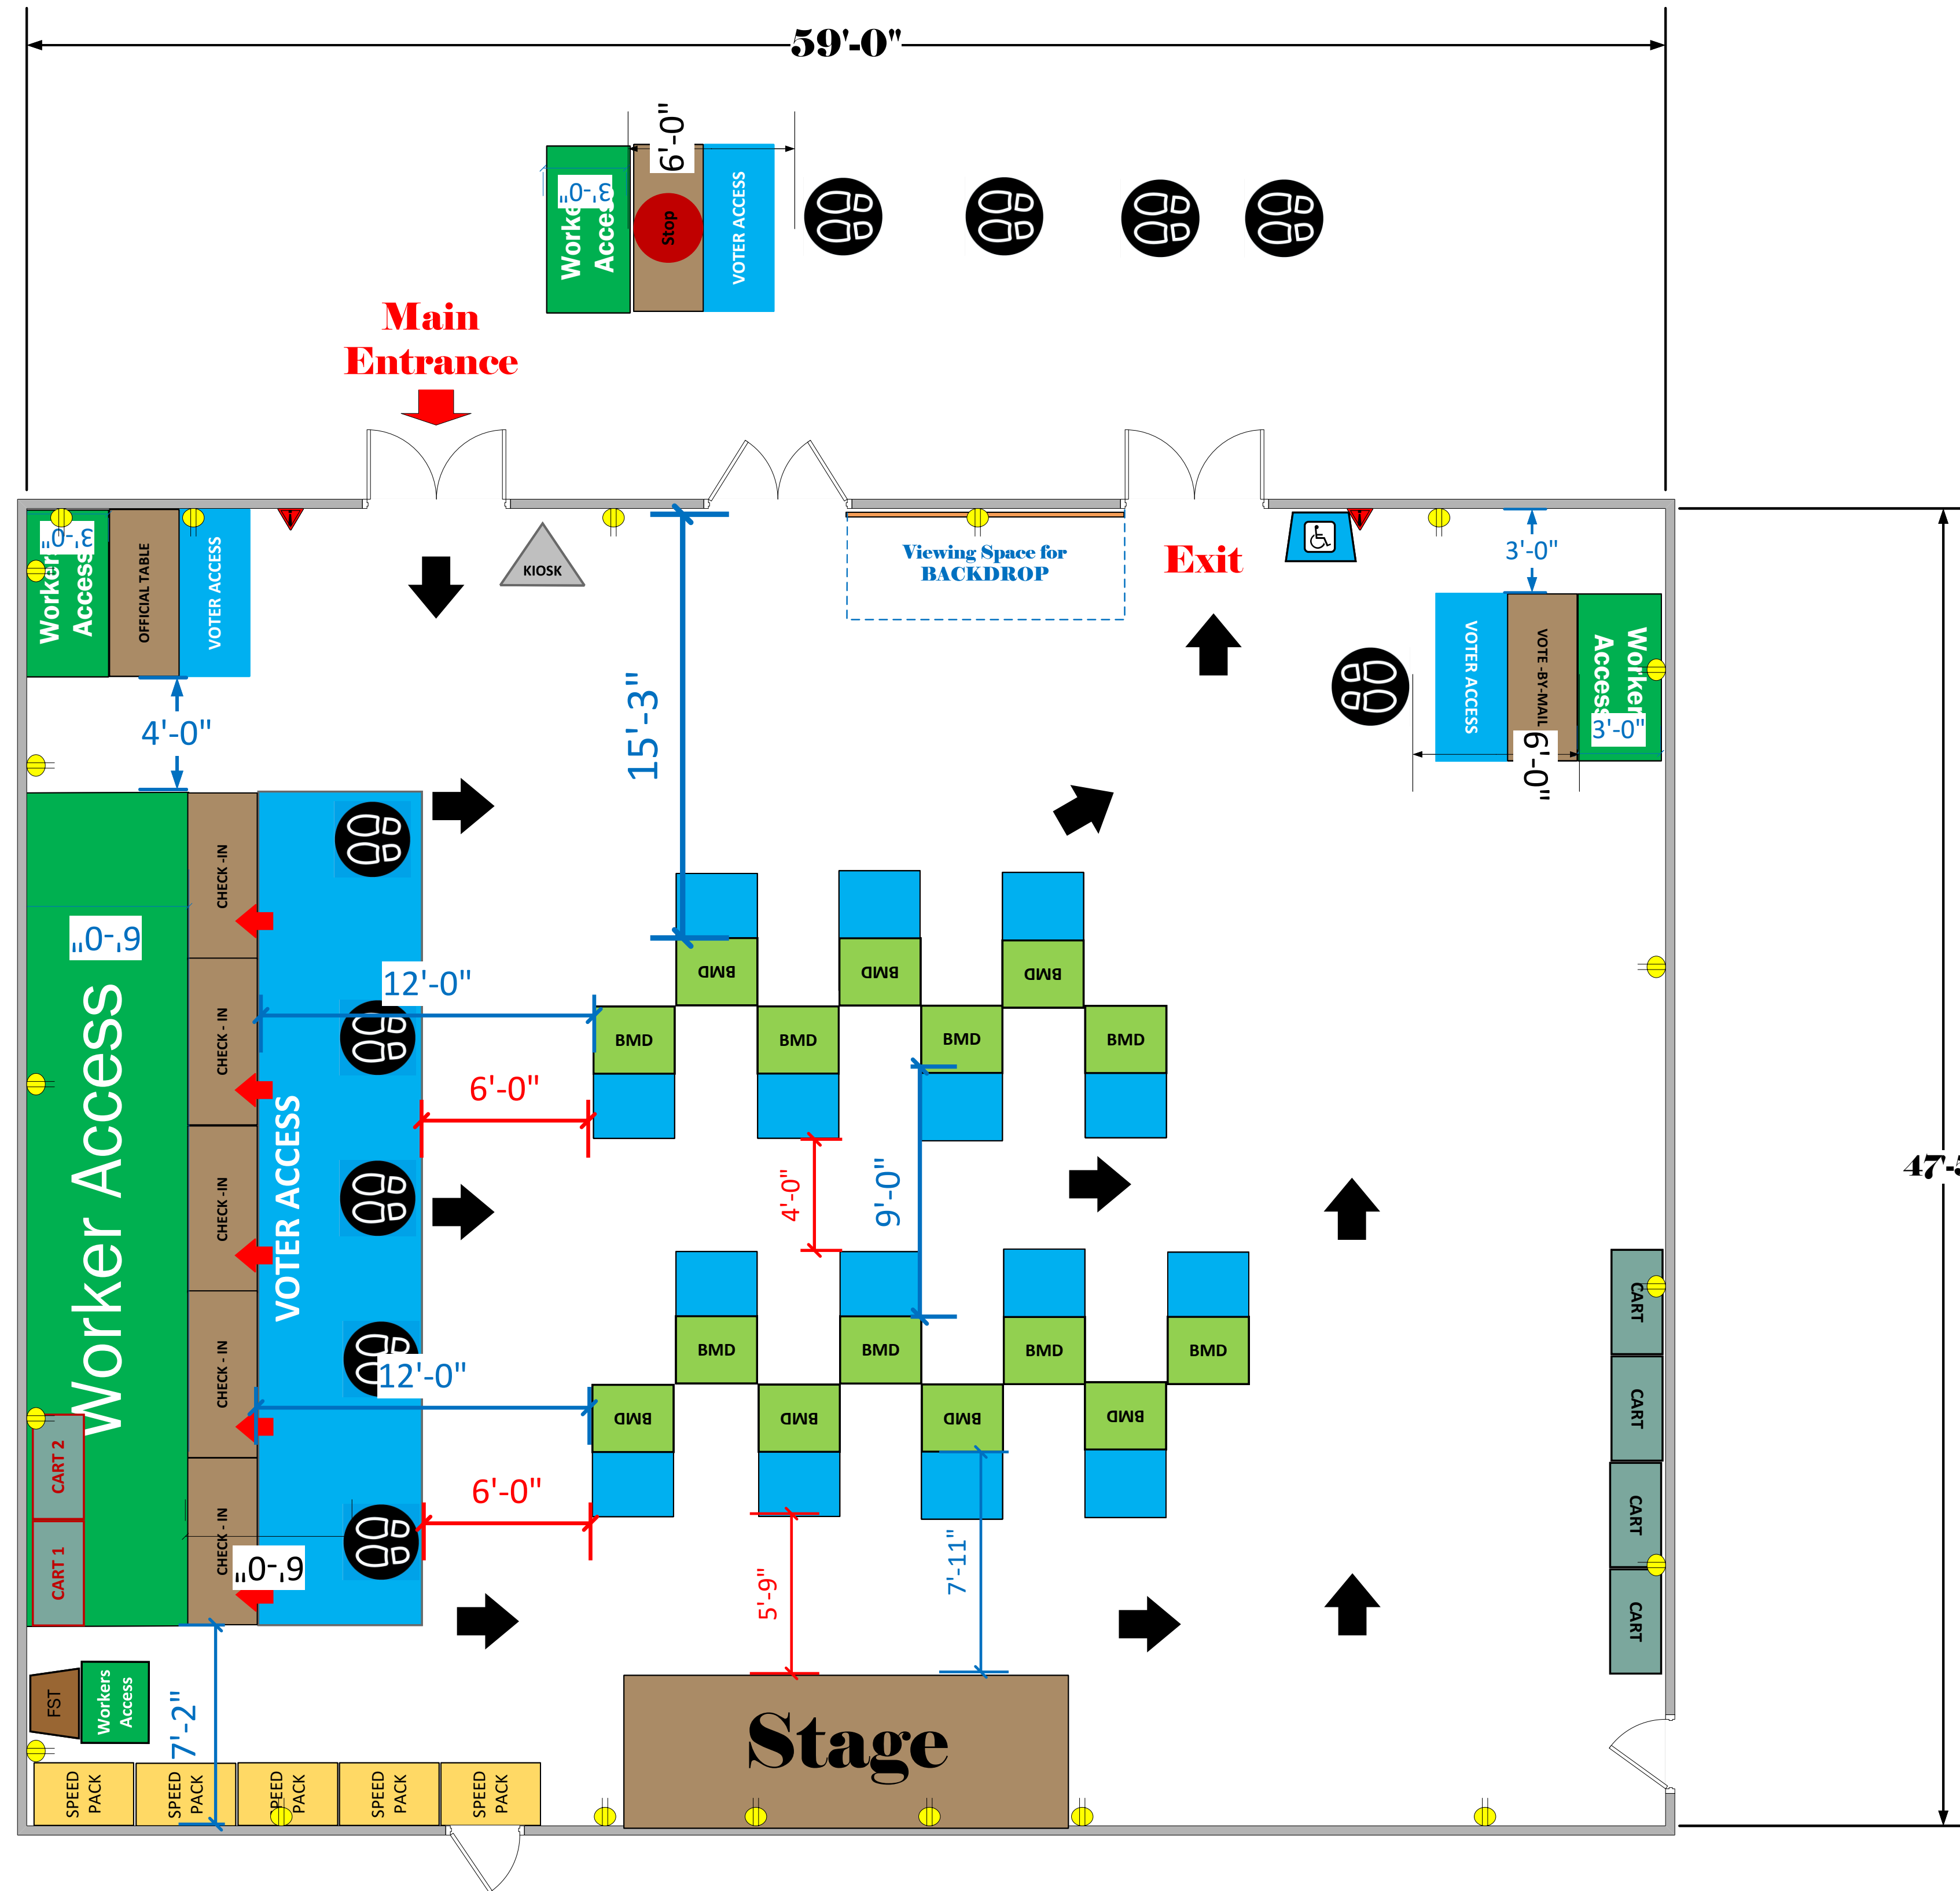 59'-0"
6'-0"
3'-0"
Worke
Acces
Stop
VOTER ACCESS
Main
Entrance
3'-0"
Worker
Access
OFFICIAL TABLE
VOTER ACCESS
KIOSK
Viewing Space for
BACKDROP
Exit
3'-0"
15'-3"
4'-0"
VOTER ACCESS
VOTE -BY-MAIL
Worker
Access
3'-0"
6'-0"
CHECK -IN
6'-0"
Worker Access
12'-0"
BMD
BMD
BMD
CHECK - IN
BMD
BMD
BMD
BMD
6'-0"
VOTER ACCESS
CHECK -IN
4'-0"
9'-0"
47'-
CART
CHECK - IN
12'-0"
BMD
BMD
BMD
BMD
CART
BMD
BMD
BMD
BMD
CART 2
6'-0"
CART
CHECK - IN
6'-0"
CART 1
5'-9"
7'-11"
CART
FST
Workers
Access
7'-2"
Stage
SPEED
PACK
SPEED
PACK
SPEED
PACK
SPEED
PACK
SPEED
PACK